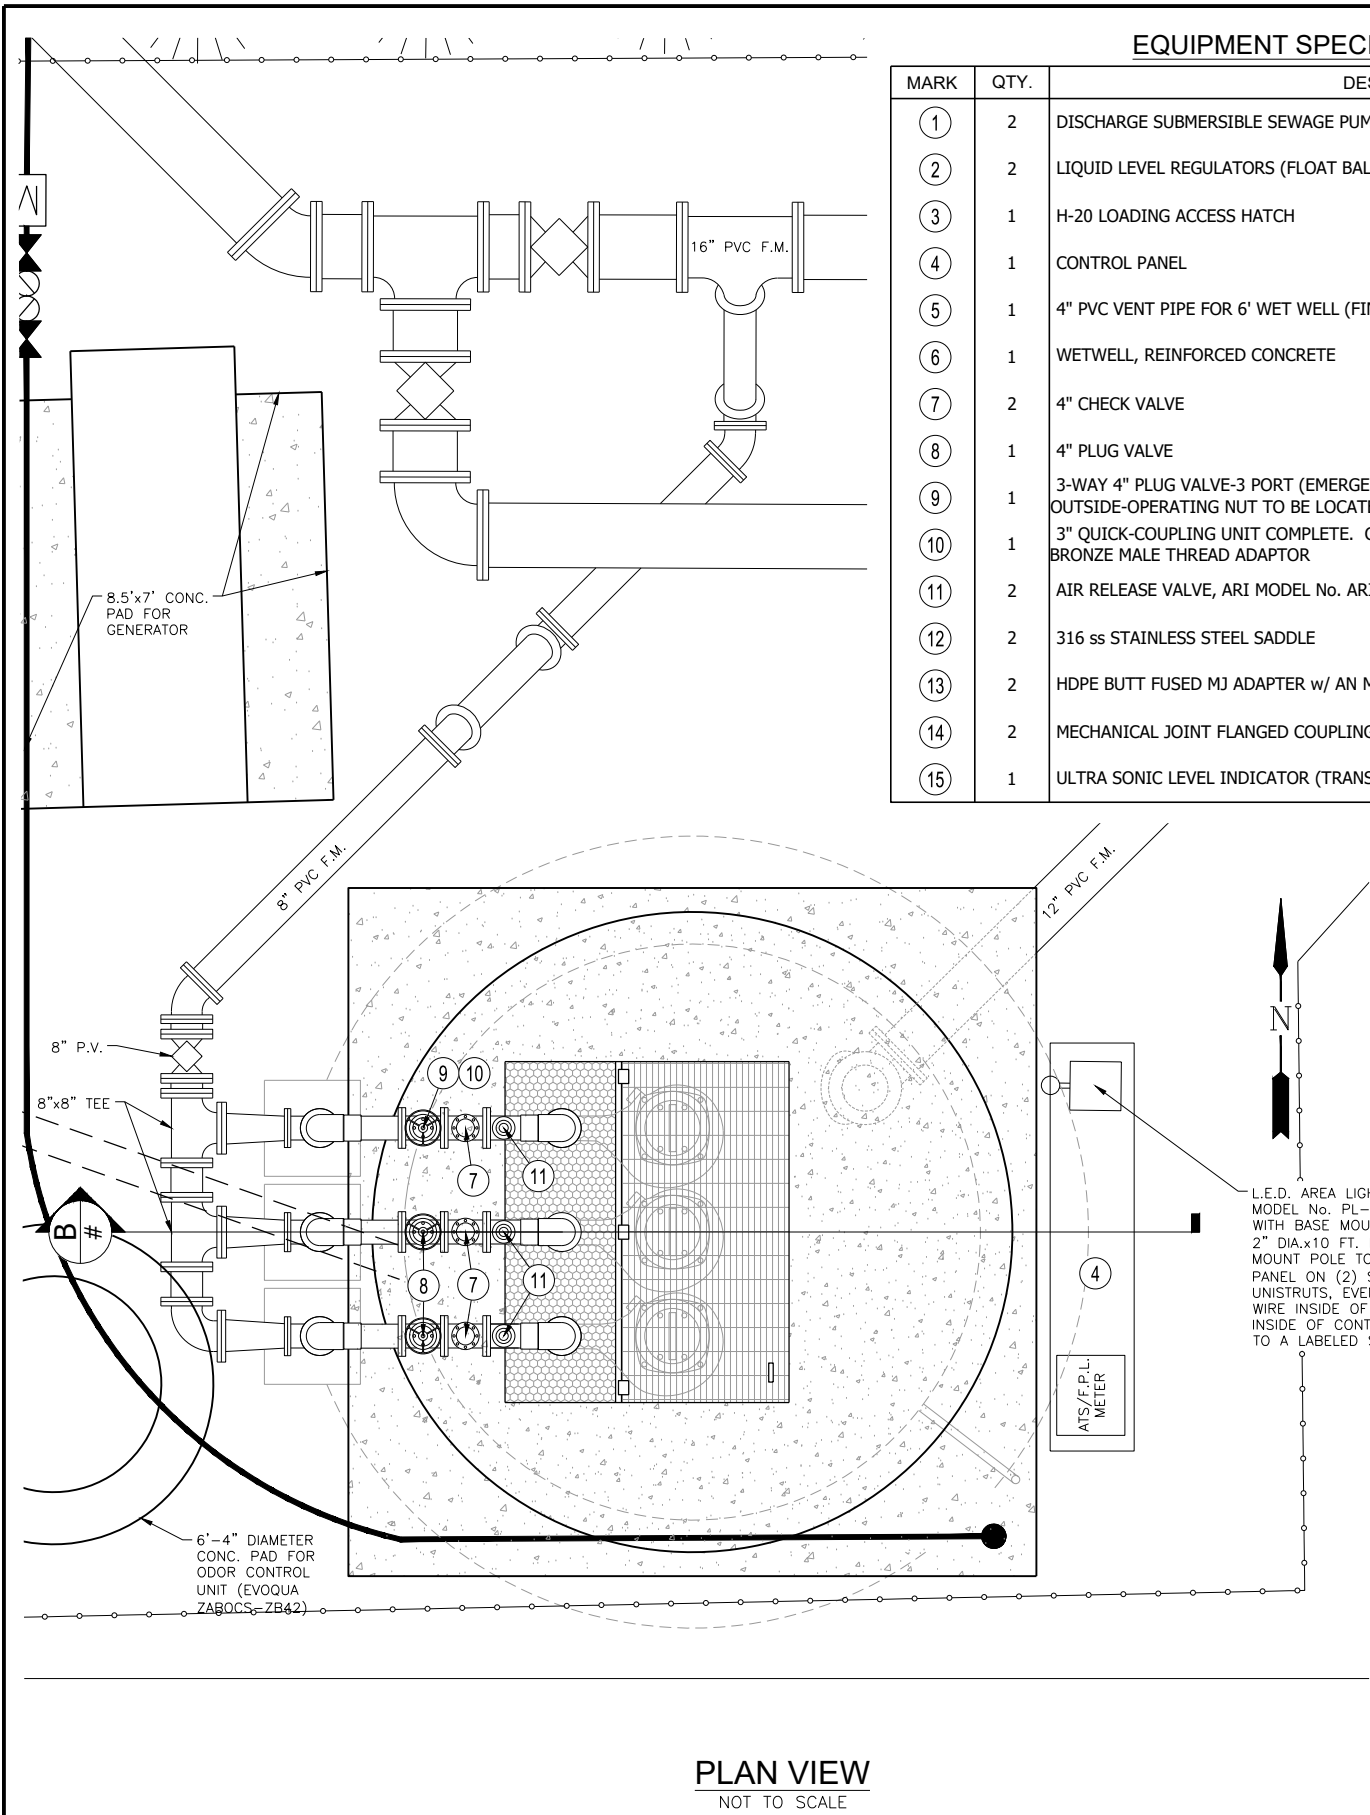 EQUIPMENT SPECI
MARK QTY. DES
1 2 DISCHARGE SUBMERSIBLE SEWAGE PUM
2 2 LIQUID LEVEL REGULATORS (FLOAT BAL
3 1 H-20 LOADING ACCESS HATCH
4 1 CONTROL PANEL
5 1 4" PVC VENT PIPE FOR 6' WET WELL (FI
6 1 WETWELL, REINFORCED CONCRETE
7 2 4" CHECK VALVE
8 1 4" PLUG VALVE
9 1 3-WAY 4" PLUG VALVE-3 PORT (EMERGE
OUTSIDE-OPERATING NUT TO BE LOCATE
10 1 3" QUICK-COUPLING UNIT COMPLETE.
BRONZE MALE THREAD ADAPTOR
11 2 AIR RELEASE VALVE, ARI MODEL No. ARI
12 2 316 ss STAINLESS STEEL SADDLE
13 2 HDPE BUTT FUSED MJ ADAPTER w/ AN M
14 2 MECHANICAL JOINT FLANGED COUPLING
15 1 ULTRA SONIC LEVEL INDICATOR (TRANS
16" PVC F.M.
8.5'x7' CONC.
PAD FOR
GENERATOR
8" PVC F.M.
12" PVC F.M.
8" P.V.
8"x8" TEE
9 10
7
11
8
7
11
B
#
N
4
ATS/F.P.L.
METER
L.E.D. AREA LIGH
MODEL No. PL-
WITH BASE MOU
2" DIA.x10 FT.
MOUNT POLE TO
PANEL ON (2) S
UNISTRUTS, EVE
WIRE INSIDE OF
INSIDE OF CONT
TO A LABELED S
6'-4" DIAMETER
CONC. PAD FOR
ODOR CONTROL
UNIT (EVOQUA
ZABOCS-ZB42)
PLAN VIEW
NOT TO SCALE